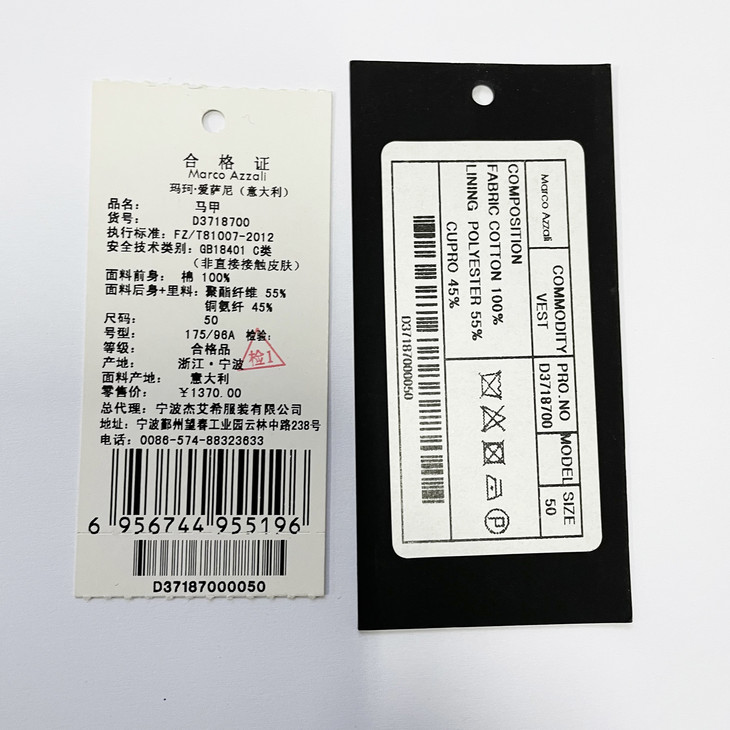 合格证
Marco Azzali
玛珂·爱萨尼（意大利）
品名： 马甲
货号： D3718700
执行标准：FZ/T81007-2012
安全技术类别：GB18401 C类
（非直接接触皮肤）
面料前身： 棉 100%
面料后身+里料：聚酯纤维 55%
铜氨纤 45%
尺码： 50
号型： 175/96A 检验：
等级： 合格品
检1
产地： 浙江·宁波
面料产地： 意大利
零售价： ￥1370.00
总代理：宁波杰艾希服装有限公司
地址：宁波鄞州望春工业园云林中路238号
电话：0086-574-88323633
6 956744 955196
D37187000050
Marco Azzali
COMMODITY
VEST
PRO.NO
D3718700
MODEL
SIZE
50
COMPOSITION
FABRIC COTTON 100%
LINING POLYESTER 55%
CUPRO 45%
P
D37187000050